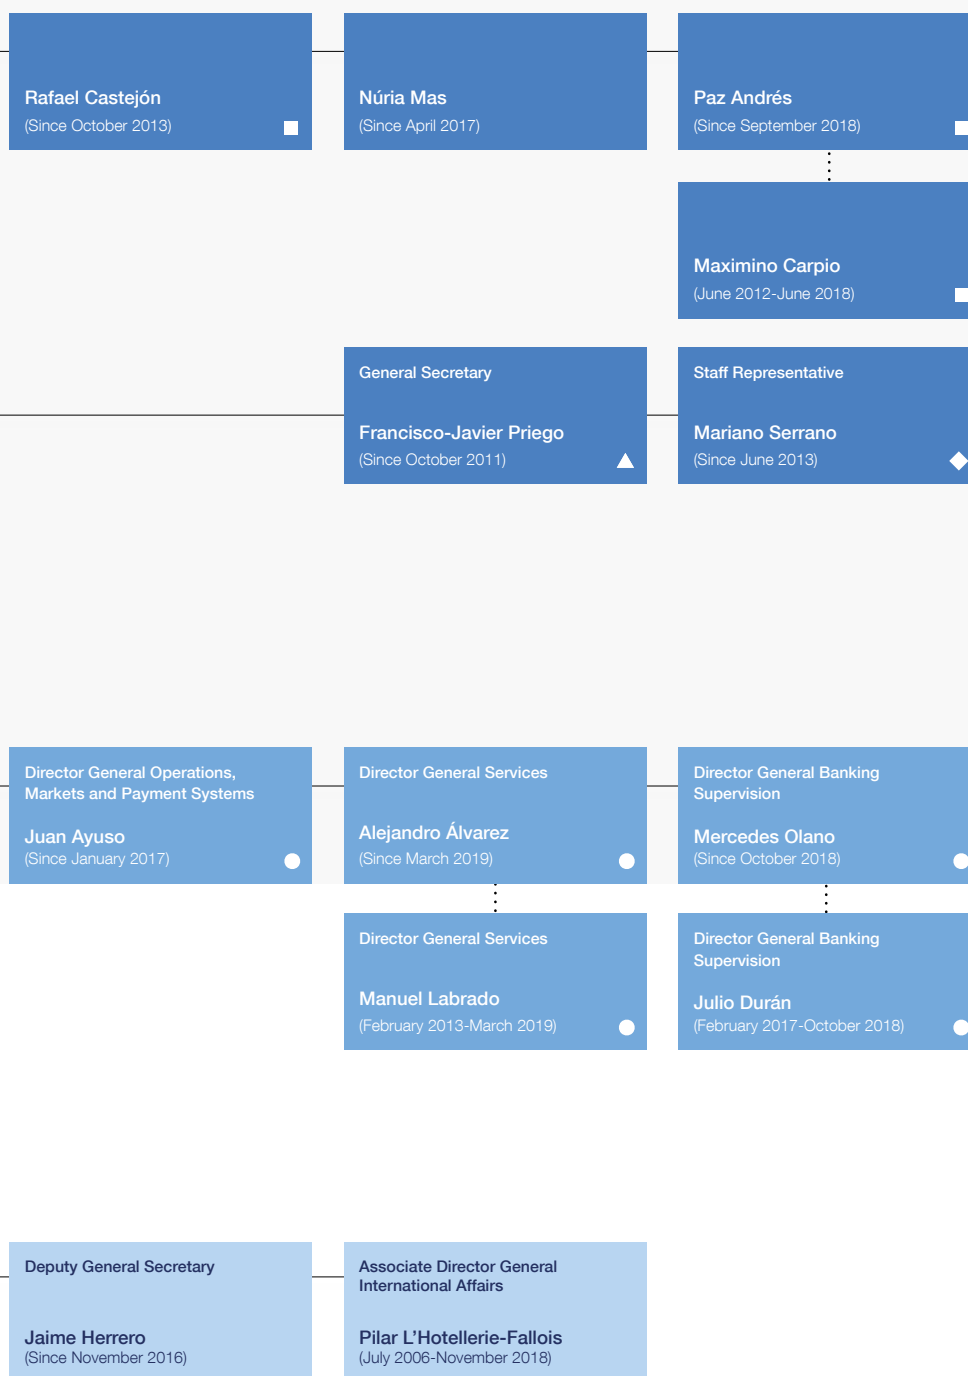 Rafael Castejón
(Since October 2013)
Núria Mas
(Since April 2017)
Paz Andrés
(Since September 2018)
Maximino Carpio
(June 2012-June 2018)
General Secretary
Francisco-Javier Priego
(Since October 2011)
Staff Representative
Mariano Serrano
(Since June 2013)
Director General Operations,
Markets and Payment Systems
Juan Ayuso
(Since January 2017)
Director General Services
Alejandro Álvarez
(Since March 2019)
Director General Banking
Supervision
Mercedes Olano
(Since October 2018)
Director General Services
Manuel Labrado
(February 2013-March 2019)
Director General Banking
Supervision
Julio Durán
(February 2017-October 2018)
Deputy General Secretary
Jaime Herrero
(Since November 2016)
Associate Director General
International Affairs
Pilar L’Hotellerie-Fallois
(July 2006-November 2018)